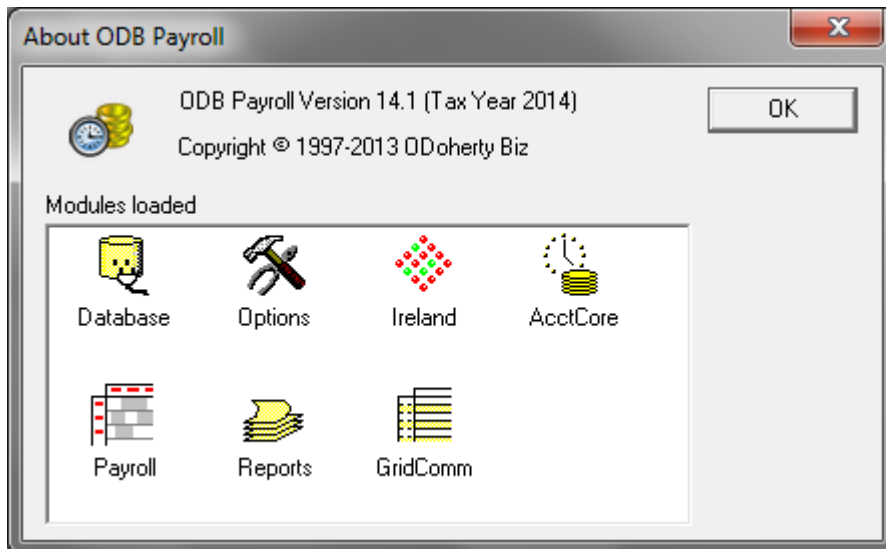 About ODB Payroll
ODB Payroll Version 14.1 (Tax Year 2014)
OK
Copyright © 1997-2013 ODoherty Biz
Modules loaded
Database Options Ireland AcctCore
Payroll Reports GridComm